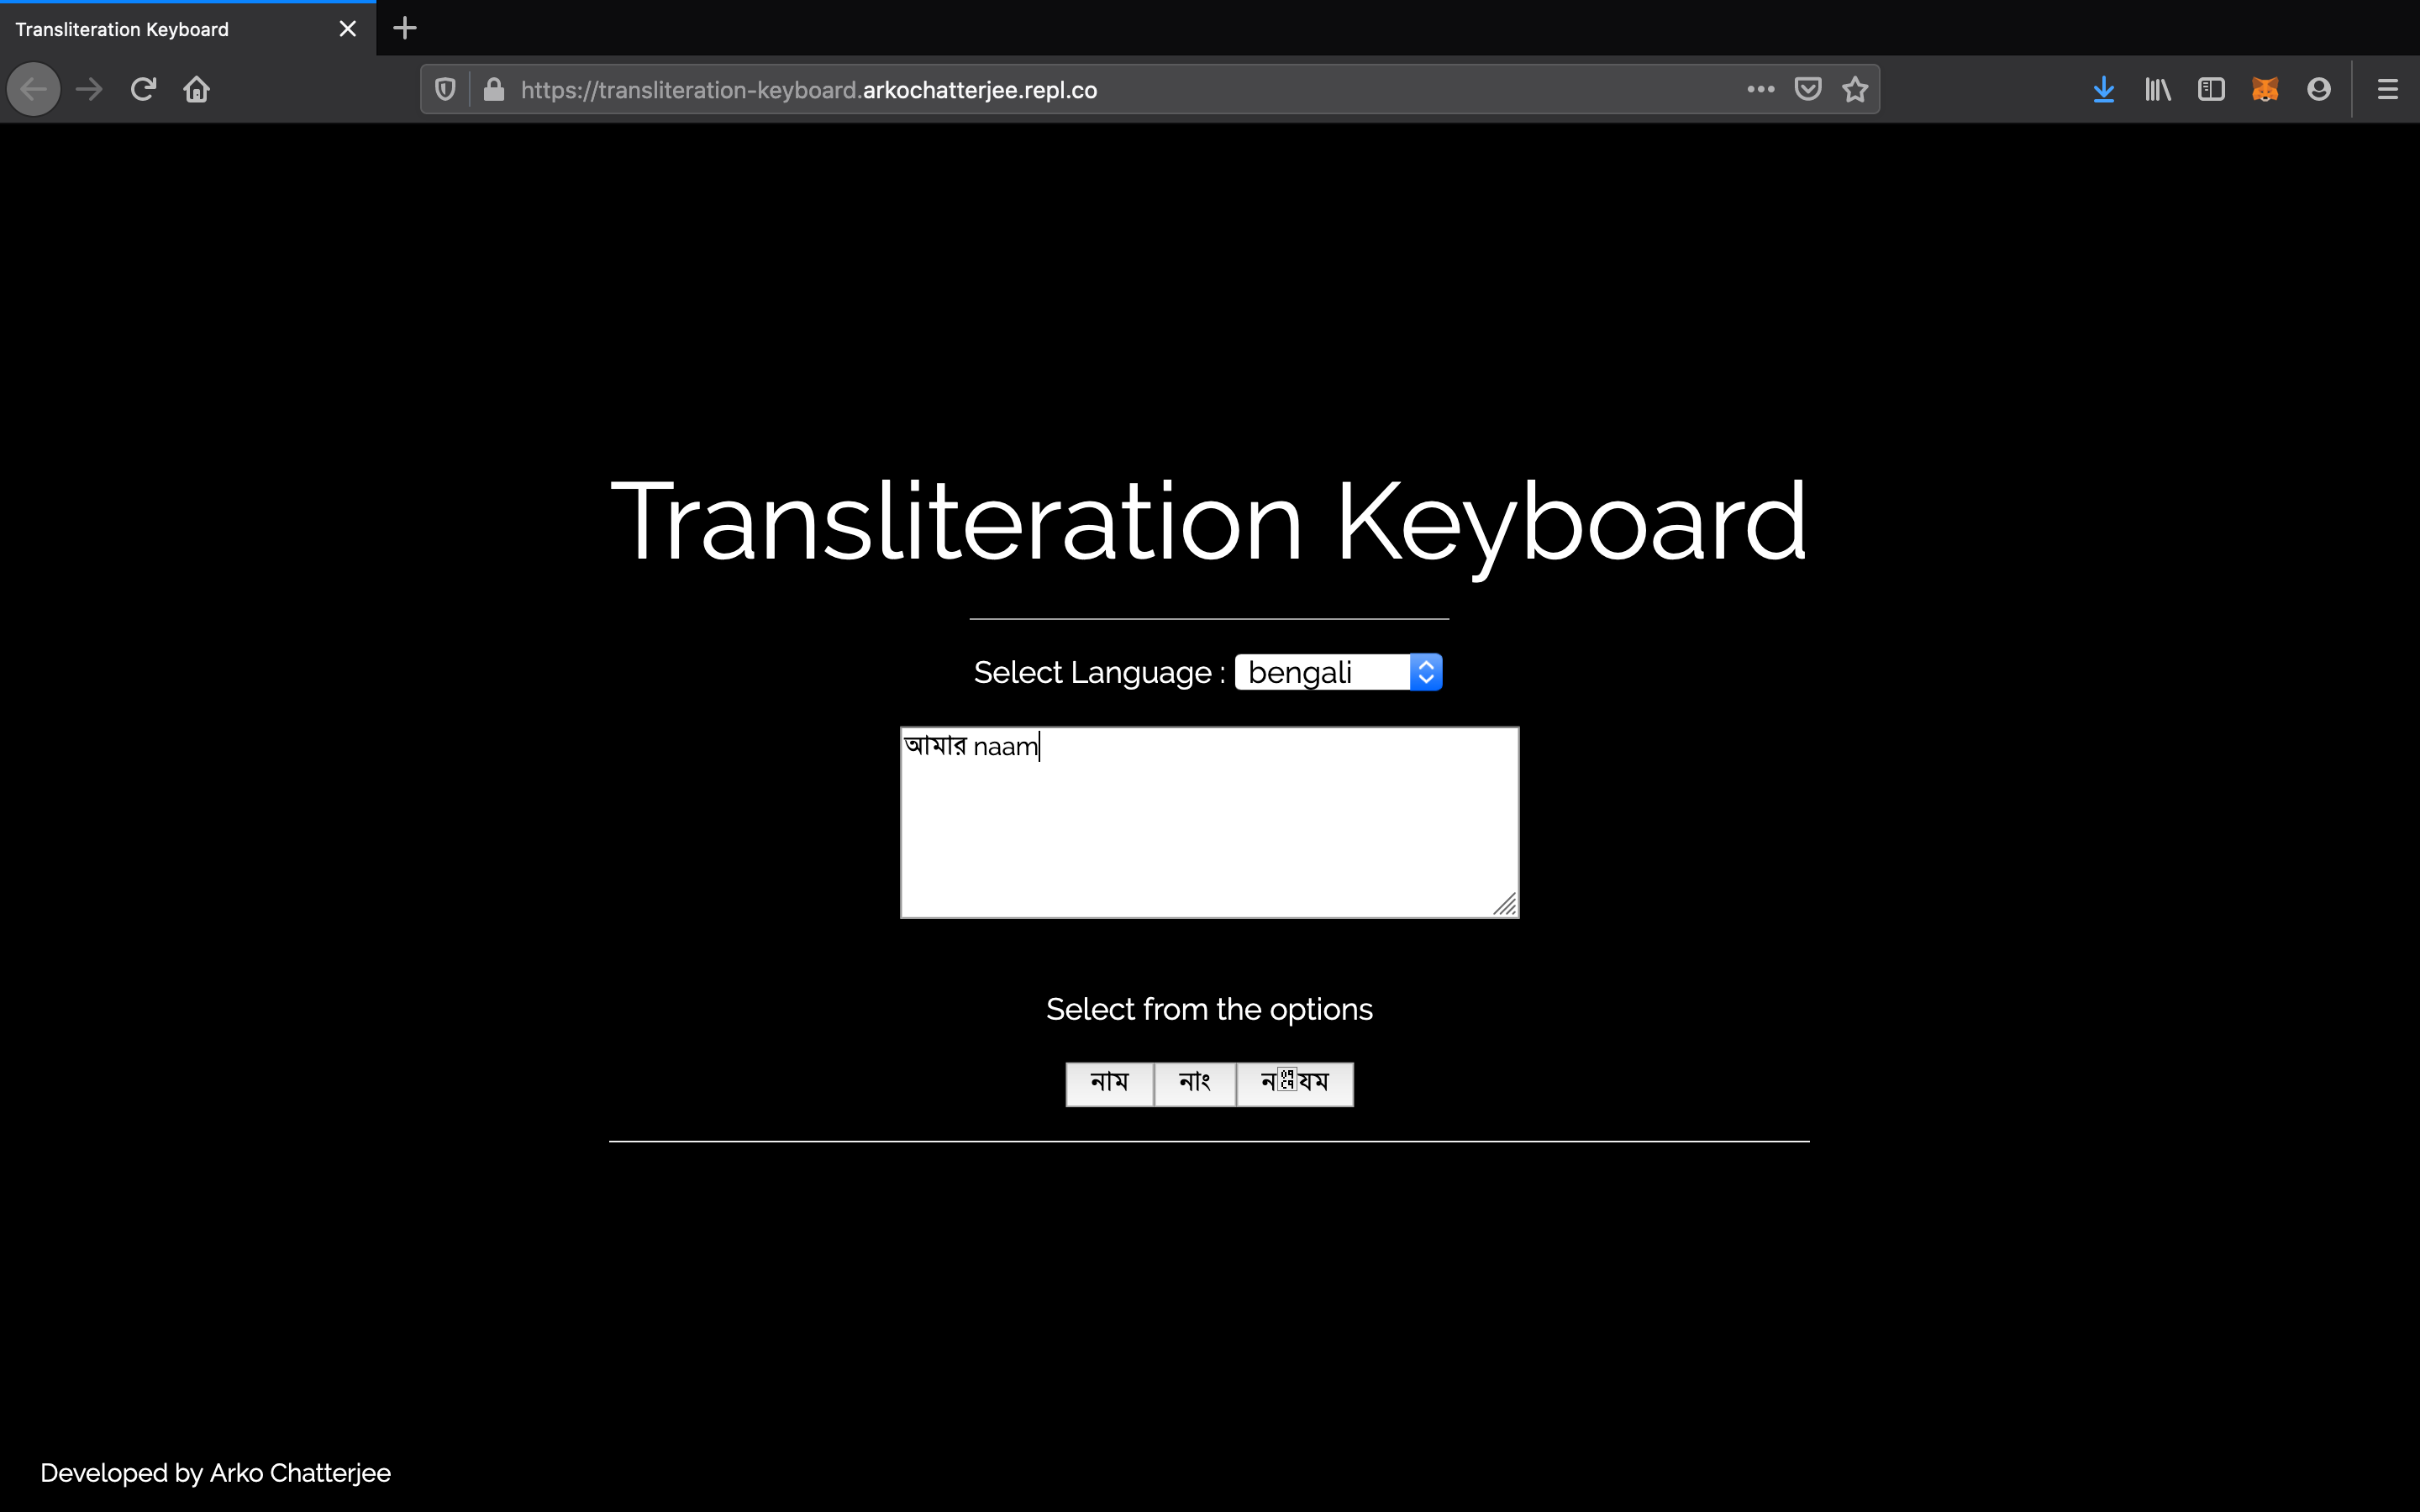 Transliteration Keyboard
https://transliteration-keyboard.arkochatterjee.repl.co
Transliteration Keyboard
Select Language : bengali
আমার naam
Select from the options
নাম নাং ন৉যম
Developed by Arko Chatterjee